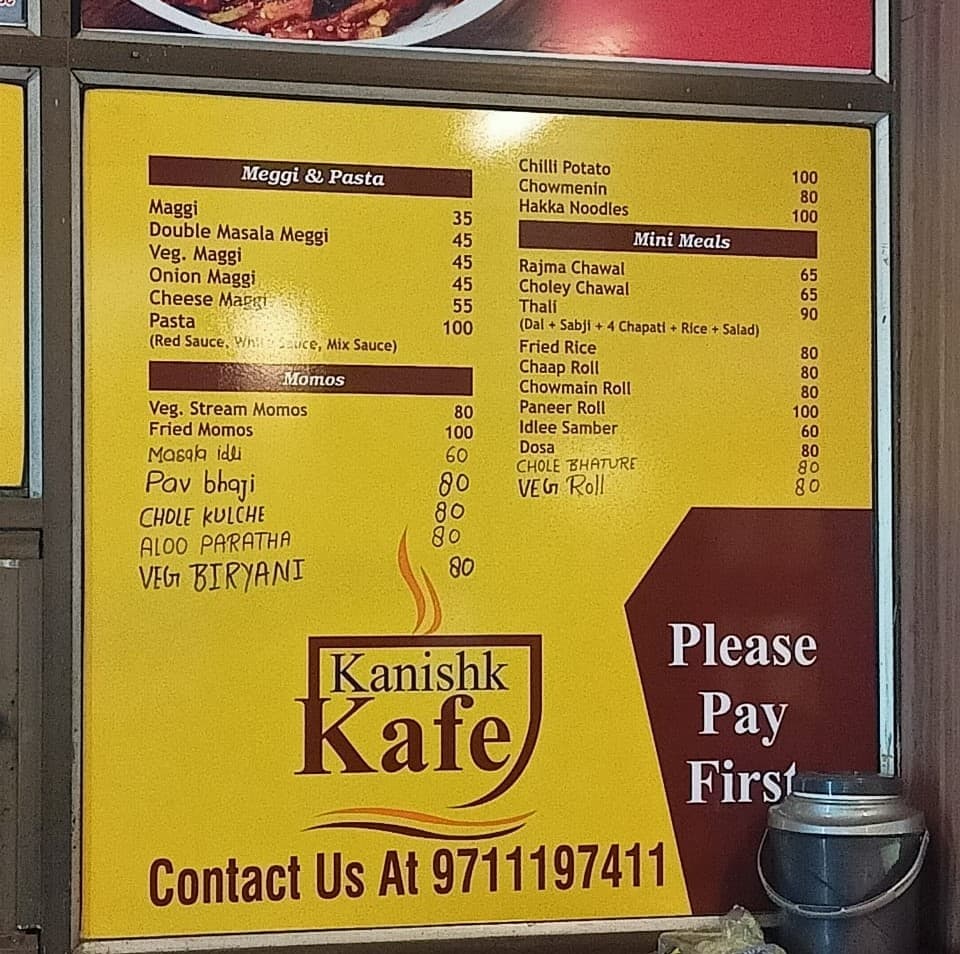 Meggi & Pasta
Maggi 35
Double Masala Meggi 45
Veg. Maggi 45
Onion Maggi 45
Cheese Maggi 55
Pasta 100
(Red Sauce, White Sauce, Mix Sauce)
Momos
Veg. Stream Momos 80
Fried Momos 100
Masala idli 60
Pav bhaji 80
CHOLE KULCHE 80
ALOO PARATHA 80
VEG BIRYANI 80
Chilli Potato 100
Chowmenin 80
Hakka Noodles 100
Mini Meals
Rajma Chawal 65
Choley Chawal 65
Thali 90
(Dal + Sabji + 4 Chapati + Rice + Salad)
Fried Rice 80
Chaap Roll 80
Chowmain Roll 80
Paneer Roll 100
Idlee Samber 60
Dosa 80
CHOLE BHATURE 80
VEG Roll 80
Kanishk
Kafe
Please
Pay
First
Contact Us At 9711197411